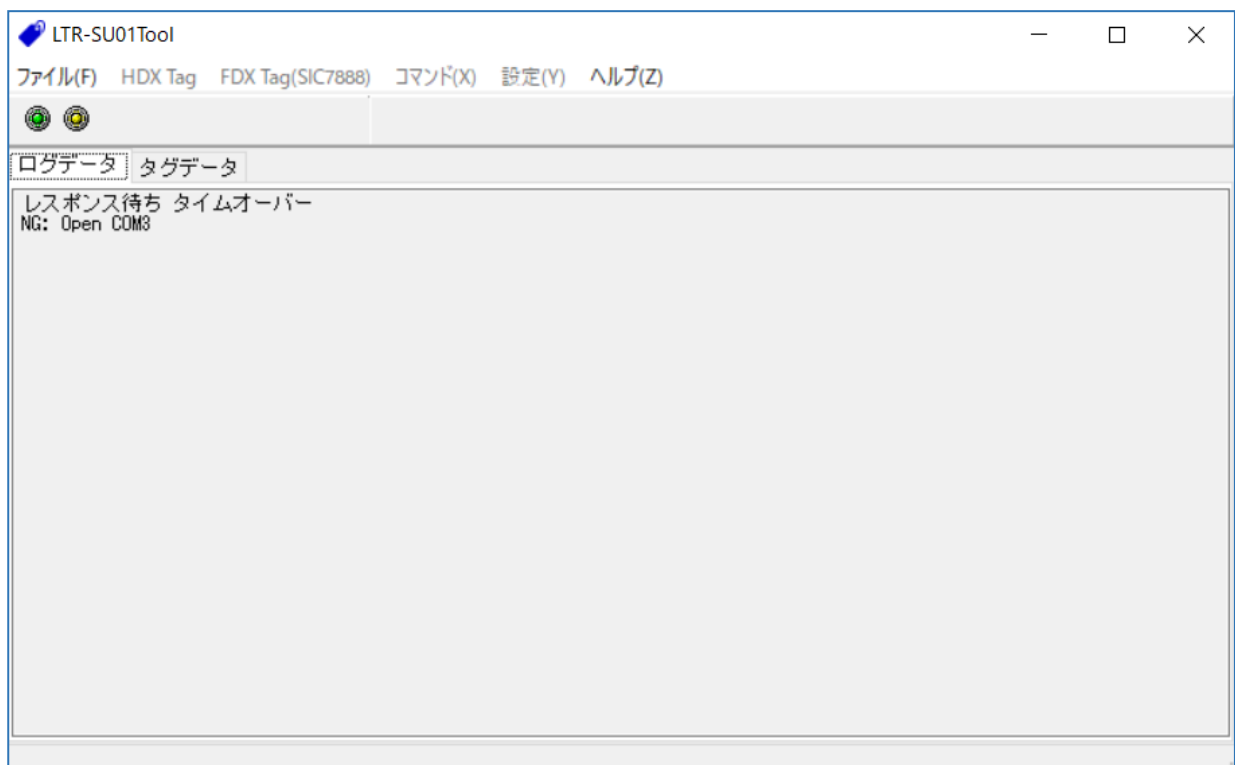 LTR-SU01Tool
ファイル(F) HDX Tag FDX Tag(SIC7888) コマンド(X) 設定(Y) ヘルプ(Z)
ログデータ タグデータ
レスポンス待ち タイムオーバー
NG: Open COM3